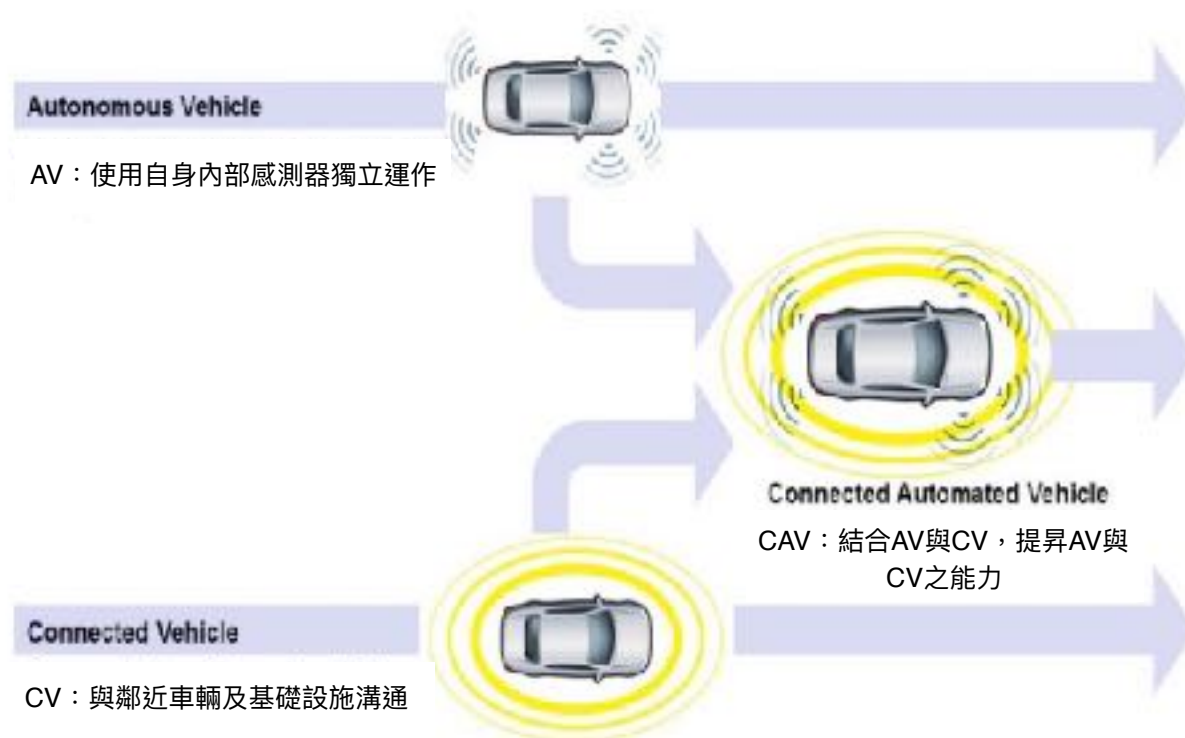 Autonomous Vehicle
AV：使用自身內部感測器獨立運作
Connected Automated Vehicle
CAV：結合AV與CV，提昇AV與
CV之能力
Connected Vehicle
CV：與鄰近車輛及基礎設施溝通